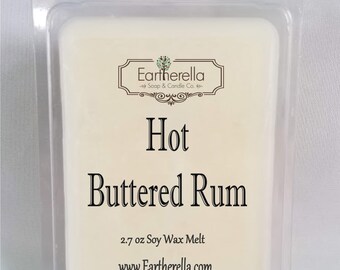 Eartherella
Soap & Candle Co.
Hot
Buttered Rum
2.7 oz Soy Wax Melt
www.Eartherella.com